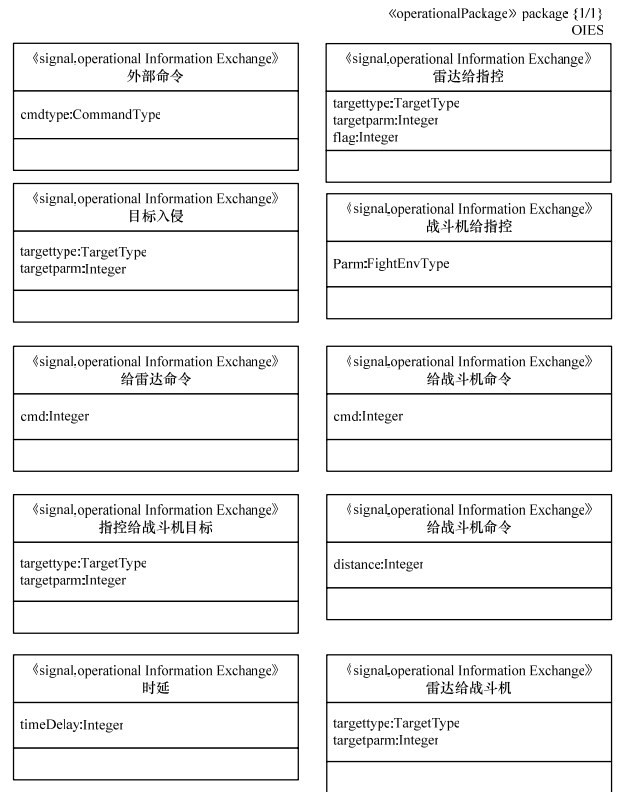 《operationalPackage》 package {1/1}
OIES
《signal,operational Information Exchange》
外部命令
cmdtype:CommandType
《signal,operational Information Exchange》
雷达给指控
targettype:TargetType
targetparm:Integer
flag:Integer
《signal,operational Information Exchange》
目标入侵
targettype:TargetType
targetparm:Integer
《signal,operational Information Exchange》
战斗机给指控
Parm:FightEnvType
《signal,operational Information Exchange》
给雷达命令
cmd:Integer
《signal,operational Information Exchange》
给战斗机命令
cmd:Integer
《signal,operational Information Exchange》
指控给战斗机目标
targettype:TargetType
targetparm:Integer
《signal,operational Information Exchange》
给战斗机命令
distance:Integer
《signal,operational Information Exchange》
时延
timeDelay:Integer
《signal,operational Information Exchange》
雷达给战斗机
targettype:TargetType
targetparm:Integer